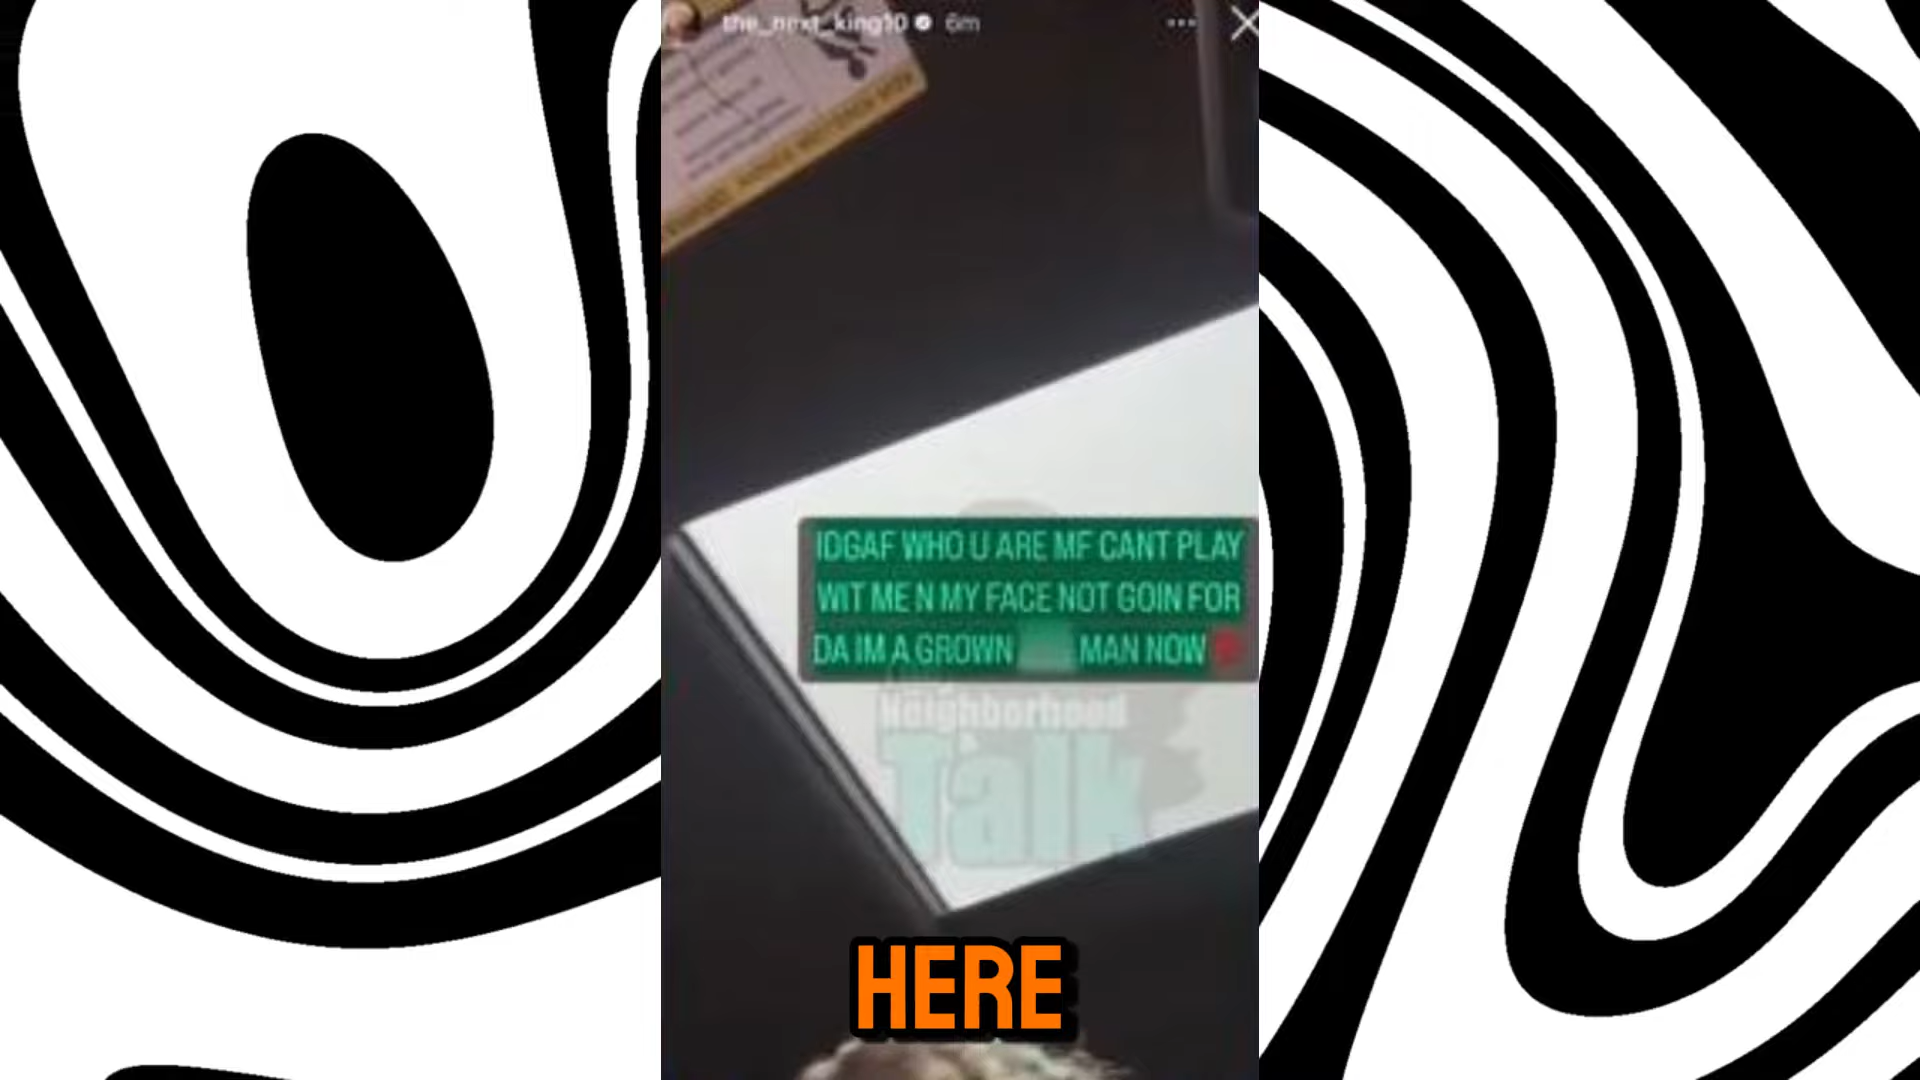 the_next_king10 6m
IDGAF WHO U ARE MF CANT PLAY
WIT ME N MY FACE NOT GOIN FOR
DA IM A GROWN MAN NOW
Neighborhood
Talk
HERE